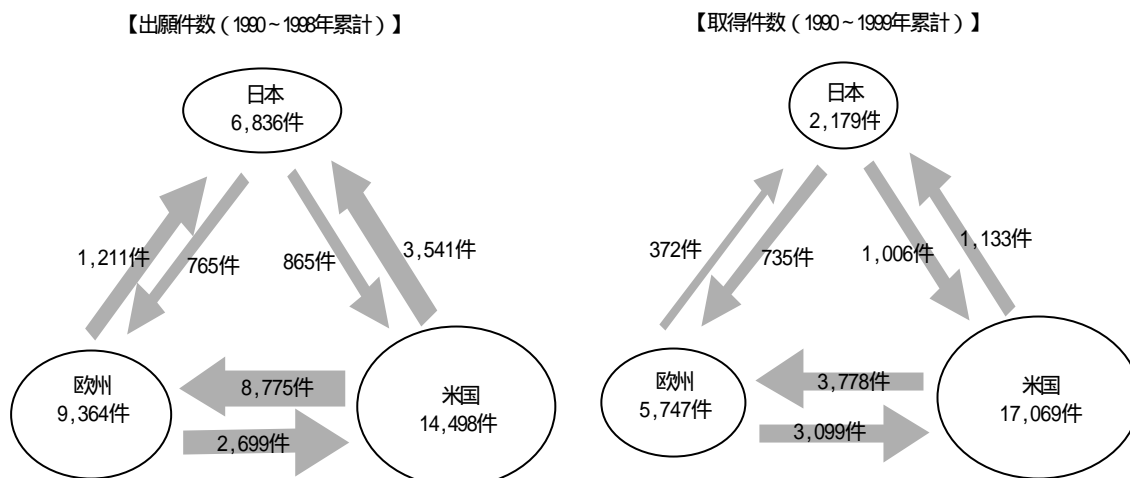 【出願件数（1990～1998年累計）】
日本
6,836件
1,211件
765件
865件
3,541件
欧州
9,364件
8,775件
2,699件
米国
14,498件
【取得件数（1990～1999年累計）】
日本
2,179件
372件
735件
1,006件
1,133件
欧州
5,747件
3,778件
3,099件
米国
17,069件